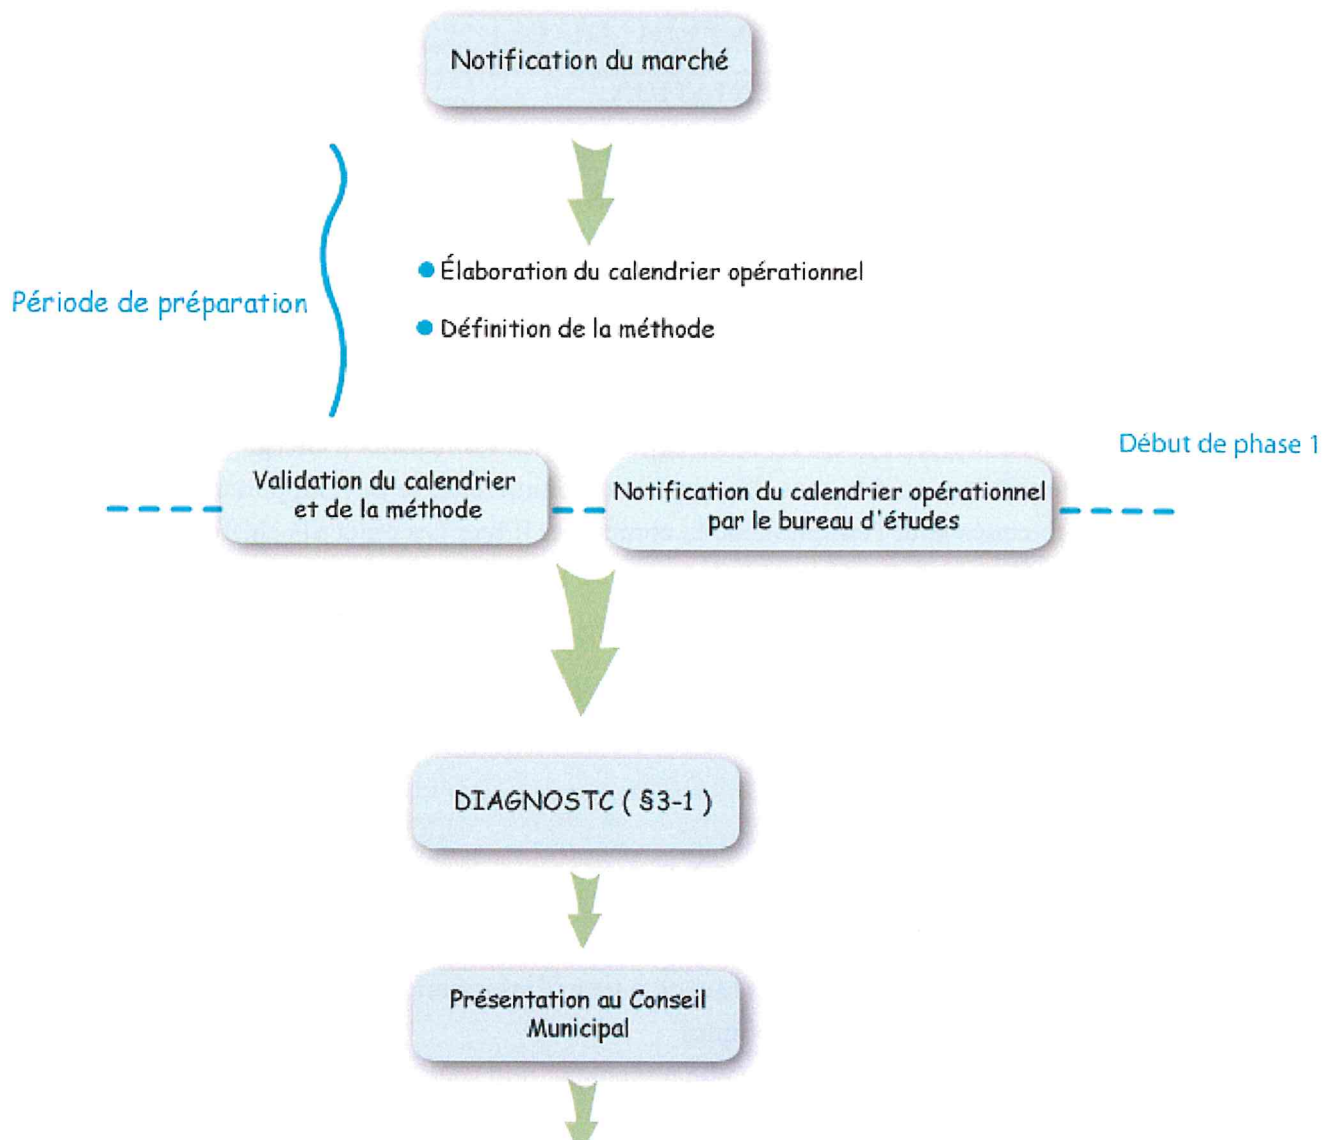 Notification du marché
Élaboration du calendrier opérationnel
Période de préparation
Définition de la méthode
Début de phase 1
Validation du calendrier
et de la méthode
Notification du calendrier opérationnel
par le bureau d'études
DIAGNOSTC ( §3-1 )
Présentation au Conseil
Municipal